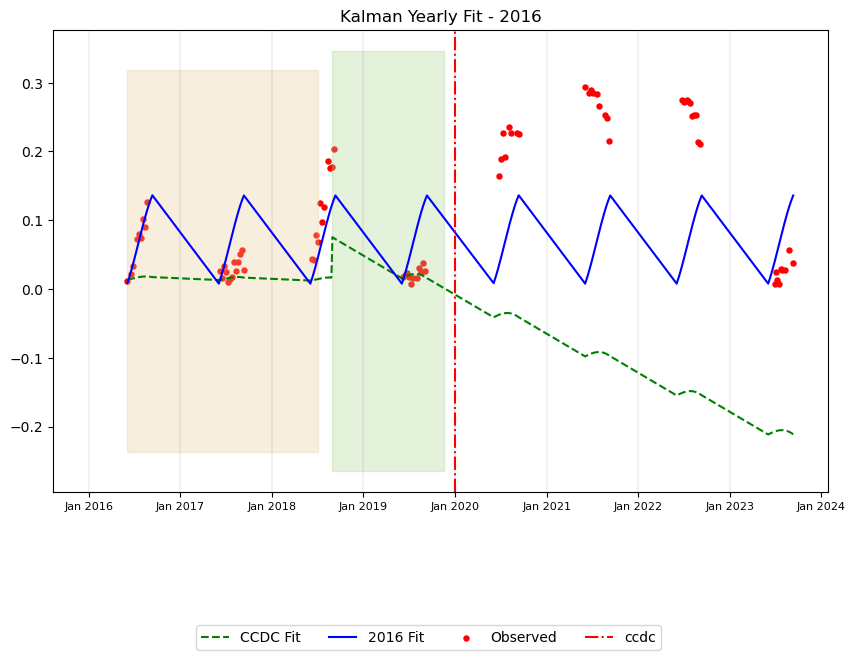 Kalman Yearly Fit - 2016
0.3
0.2
0.1
0.0
−0.1
−0.2
Jan 2016 Jan 2017 Jan 2018 Jan 2019 Jan 2020 Jan 2021 Jan 2022 Jan 2023 Jan 2024
CCDC Fit 2016 Fit Observed ccdc